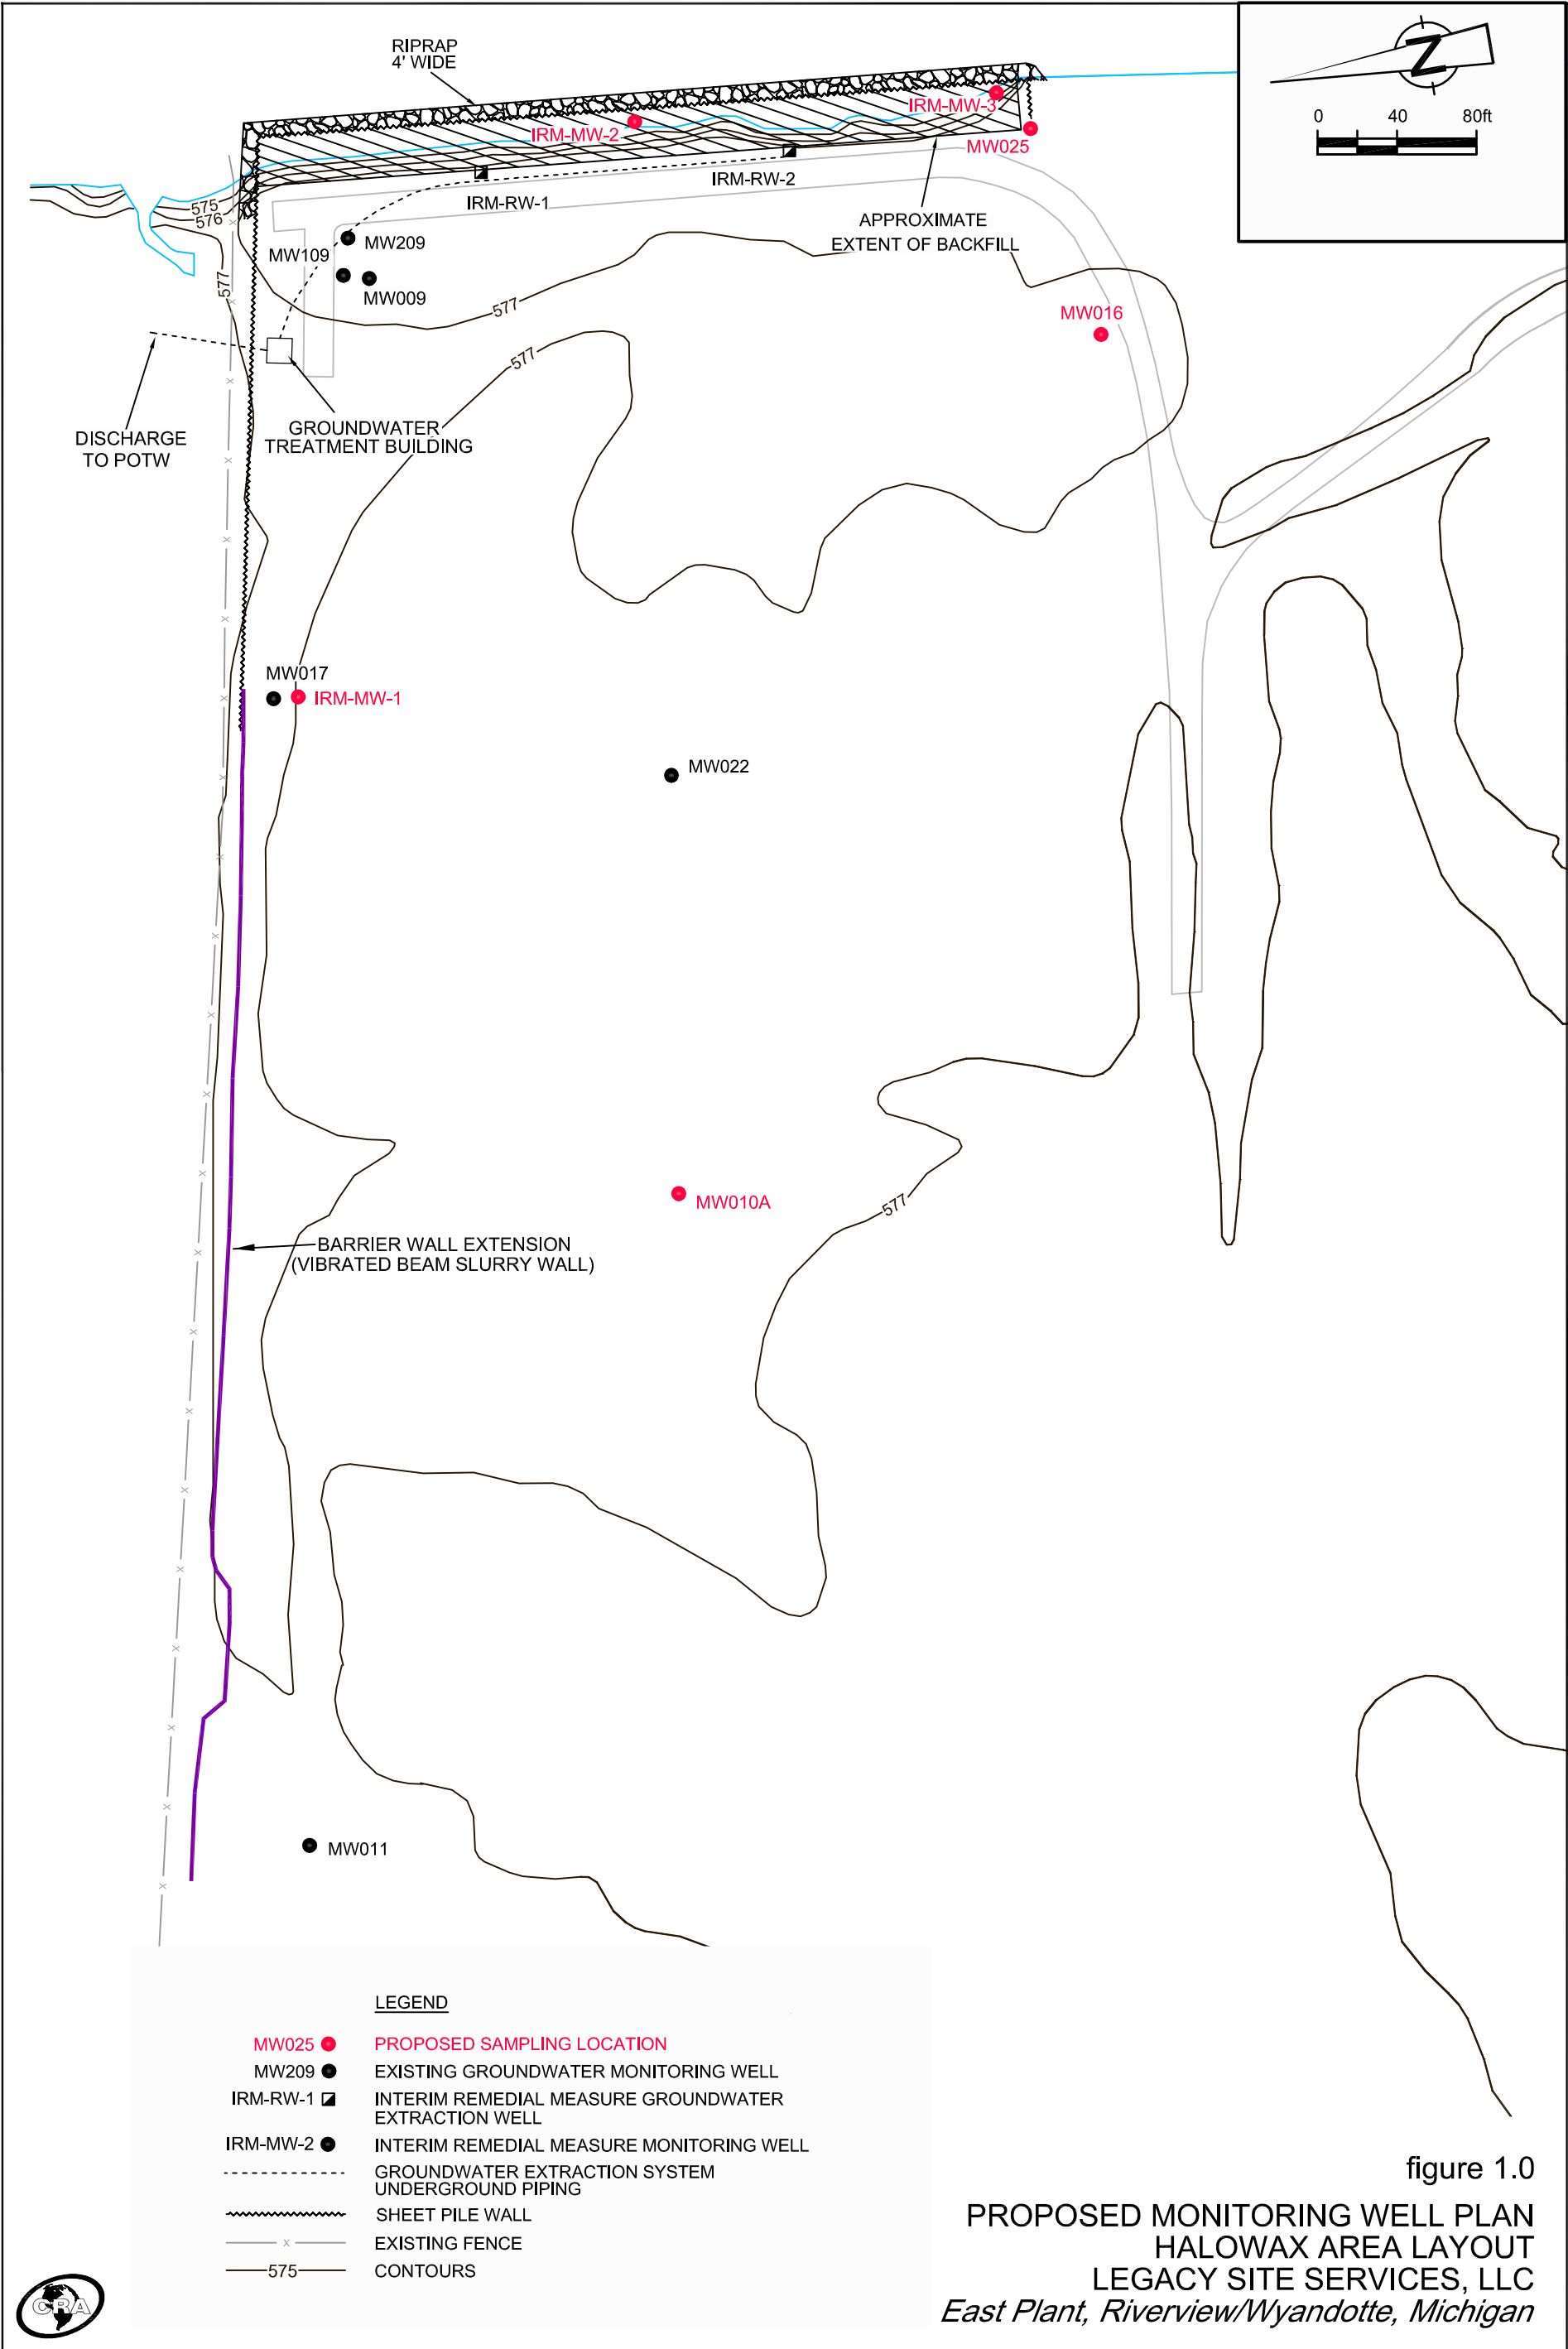 RIPRAP
4' WIDE
Z
0 40 80ft
IRM-MW-3
IRM-MW-2
MW025
IRM-RW-2
IRM-RW-1
575
576
APPROXIMATE
EXTENT OF BACKFILL
MW209
MW109
MW009
577
577
MW016
577
DISCHARGE
TO POTW
GROUNDWATER
TREATMENT BUILDING
MW017
IRM-MW-1
MW022
MW010A
577
BARRIER WALL EXTENSION
(VIBRATED BEAM SLURRY WALL)
MW011
LEGEND
MW025 PROPOSED SAMPLING LOCATION
MW209 EXISTING GROUNDWATER MONITORING WELL
IRM-RW-1 INTERIM REMEDIAL MEASURE GROUNDWATER
EXTRACTION WELL
IRM-MW-2 INTERIM REMEDIAL MEASURE MONITORING WELL
GROUNDWATER EXTRACTION SYSTEM
UNDERGROUND PIPING
SHEET PILE WALL
x EXISTING FENCE
575 CONTOURS
figure 1.0
PROPOSED MONITORING WELL PLAN
HALOWAX AREA LAYOUT
LEGACY SITE SERVICES, LLC
East Plant, Riverview/Wyandotte, Michigan
CRA